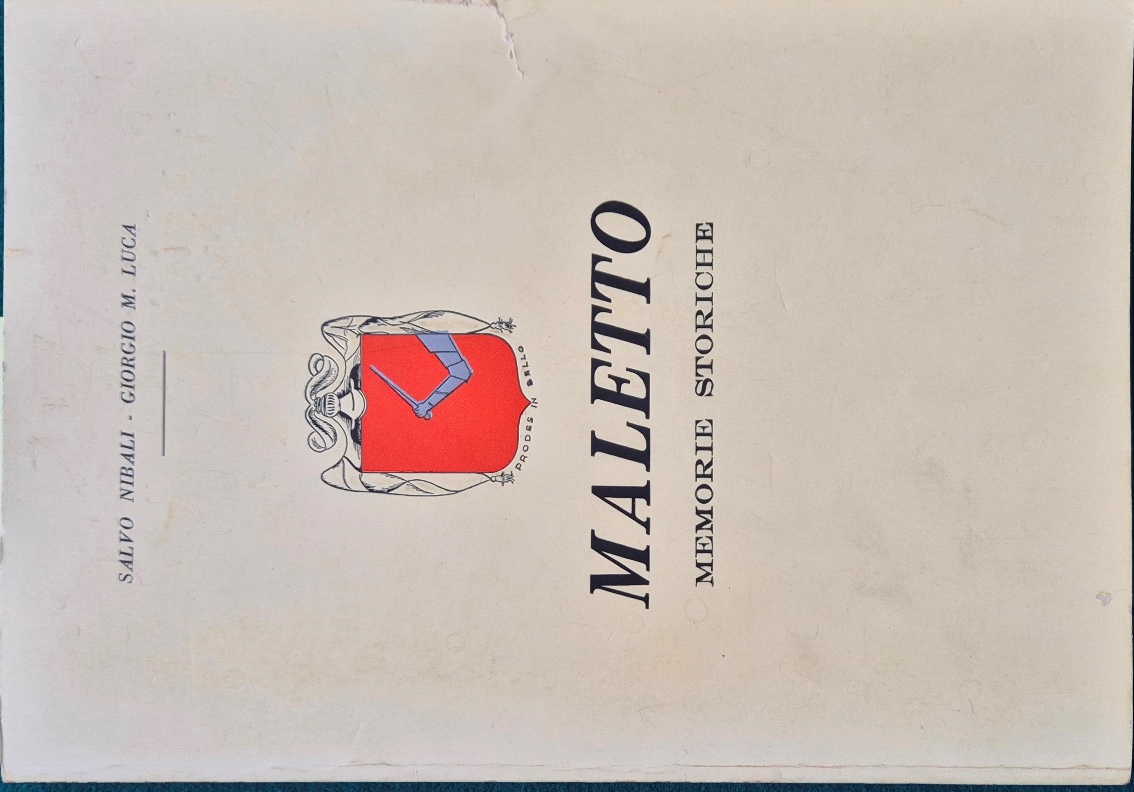 SALVO NIBALI - GIORGIO M. LUCA
PRODES IN BELLO
MALETTO
MEMORIE STORICHE